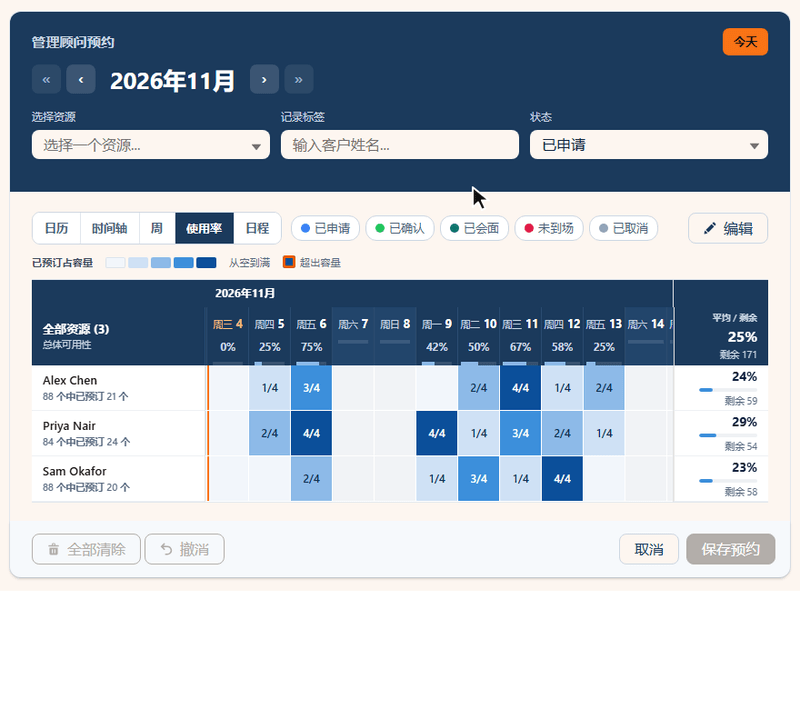 管理顾问预约
今天
« ‹ 2026年11月 › »
选择资源 记录标签 状态
选择一个资源... 输入客户姓名... 已申请
日历 时间轴 周 使用率 日程 已申请 已确认 已会面 未到场 已取消 编辑
已预订占容量 从空到满 超出容量
2026年11月
全部资源 (3)
总体可用性
周三 4 周四 5 周五 6 周六 7 周日 8 周一 9 周二 10 周三 11 周四 12 周五 13 周六 14
0% 25% 75% 42% 50% 67% 58% 25%
平均 / 剩余
25%
剩余 171
Alex Chen
88 个中已预订 21 个
1/4 3/4 2/4 4/4 1/4 2/4
24%
剩余 59
Priya Nair
84 个中已预订 24 个
2/4 4/4 4/4 1/4 3/4 2/4 1/4
29%
剩余 54
Sam Okafor
88 个中已预订 20 个
2/4 1/4 3/4 1/4 4/4
23%
剩余 58
全部清除 撤消 取消 保存预约